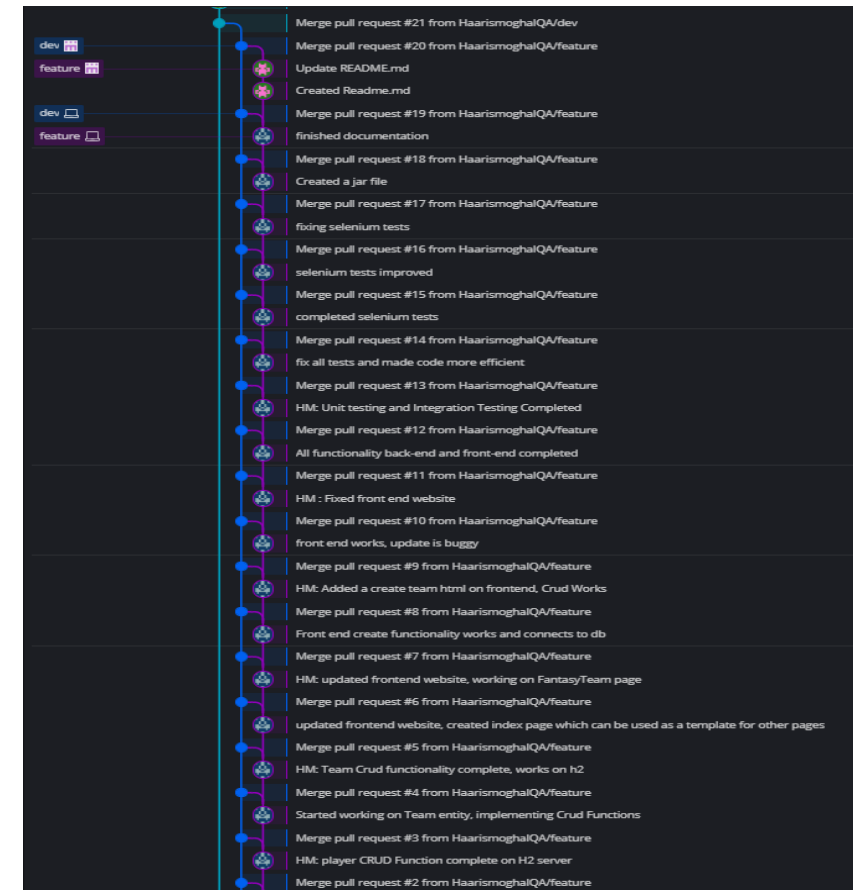 Merge pull request #21 from HaarismoghalQA/dev
dev Merge pull request #20 from HaarismoghalQA/feature
feature Update README.md
Created Readme.md
dev Merge pull request #19 from HaarismoghalQA/feature
feature finished documentation
Merge pull request #18 from HaarismoghalQA/feature
Created a jar file
Merge pull request #17 from HaarismoghalQA/feature
fixing selenium tests
Merge pull request #16 from HaarismoghalQA/feature
selenium tests improved
Merge pull request #15 from HaarismoghalQA/feature
completed selenium tests
Merge pull request #14 from HaarismoghalQA/feature
fix all tests and made code more efficient
Merge pull request #13 from HaarismoghalQA/feature
HM: Unit testing and Integration Testing Completed
Merge pull request #12 from HaarismoghalQA/feature
All functionality back-end and front-end completed
Merge pull request #11 from HaarismoghalQA/feature
HM : Fixed front end website
Merge pull request #10 from HaarismoghalQA/feature
front end works, update is buggy
Merge pull request #9 from HaarismoghalQA/feature
HM: Added a create team html on frontend, Crud Works
Merge pull request #8 from HaarismoghalQA/feature
Front end create functionality works and connects to db
Merge pull request #7 from HaarismoghalQA/feature
HM: updated frontend website, working on FantasyTeam page
Merge pull request #6 from HaarismoghalQA/feature
updated frontend website, created index page which can be used as a template for other pages
Merge pull request #5 from HaarismoghalQA/feature
HM: Team Crud functionality complete, works on h2
Merge pull request #4 from HaarismoghalQA/feature
Started working on Team entity, implementing Crud Functions
Merge pull request #3 from HaarismoghalQA/feature
HM: player CRUD Function complete on H2 server
Merge pull request #2 from HaarismoghalQA/feature